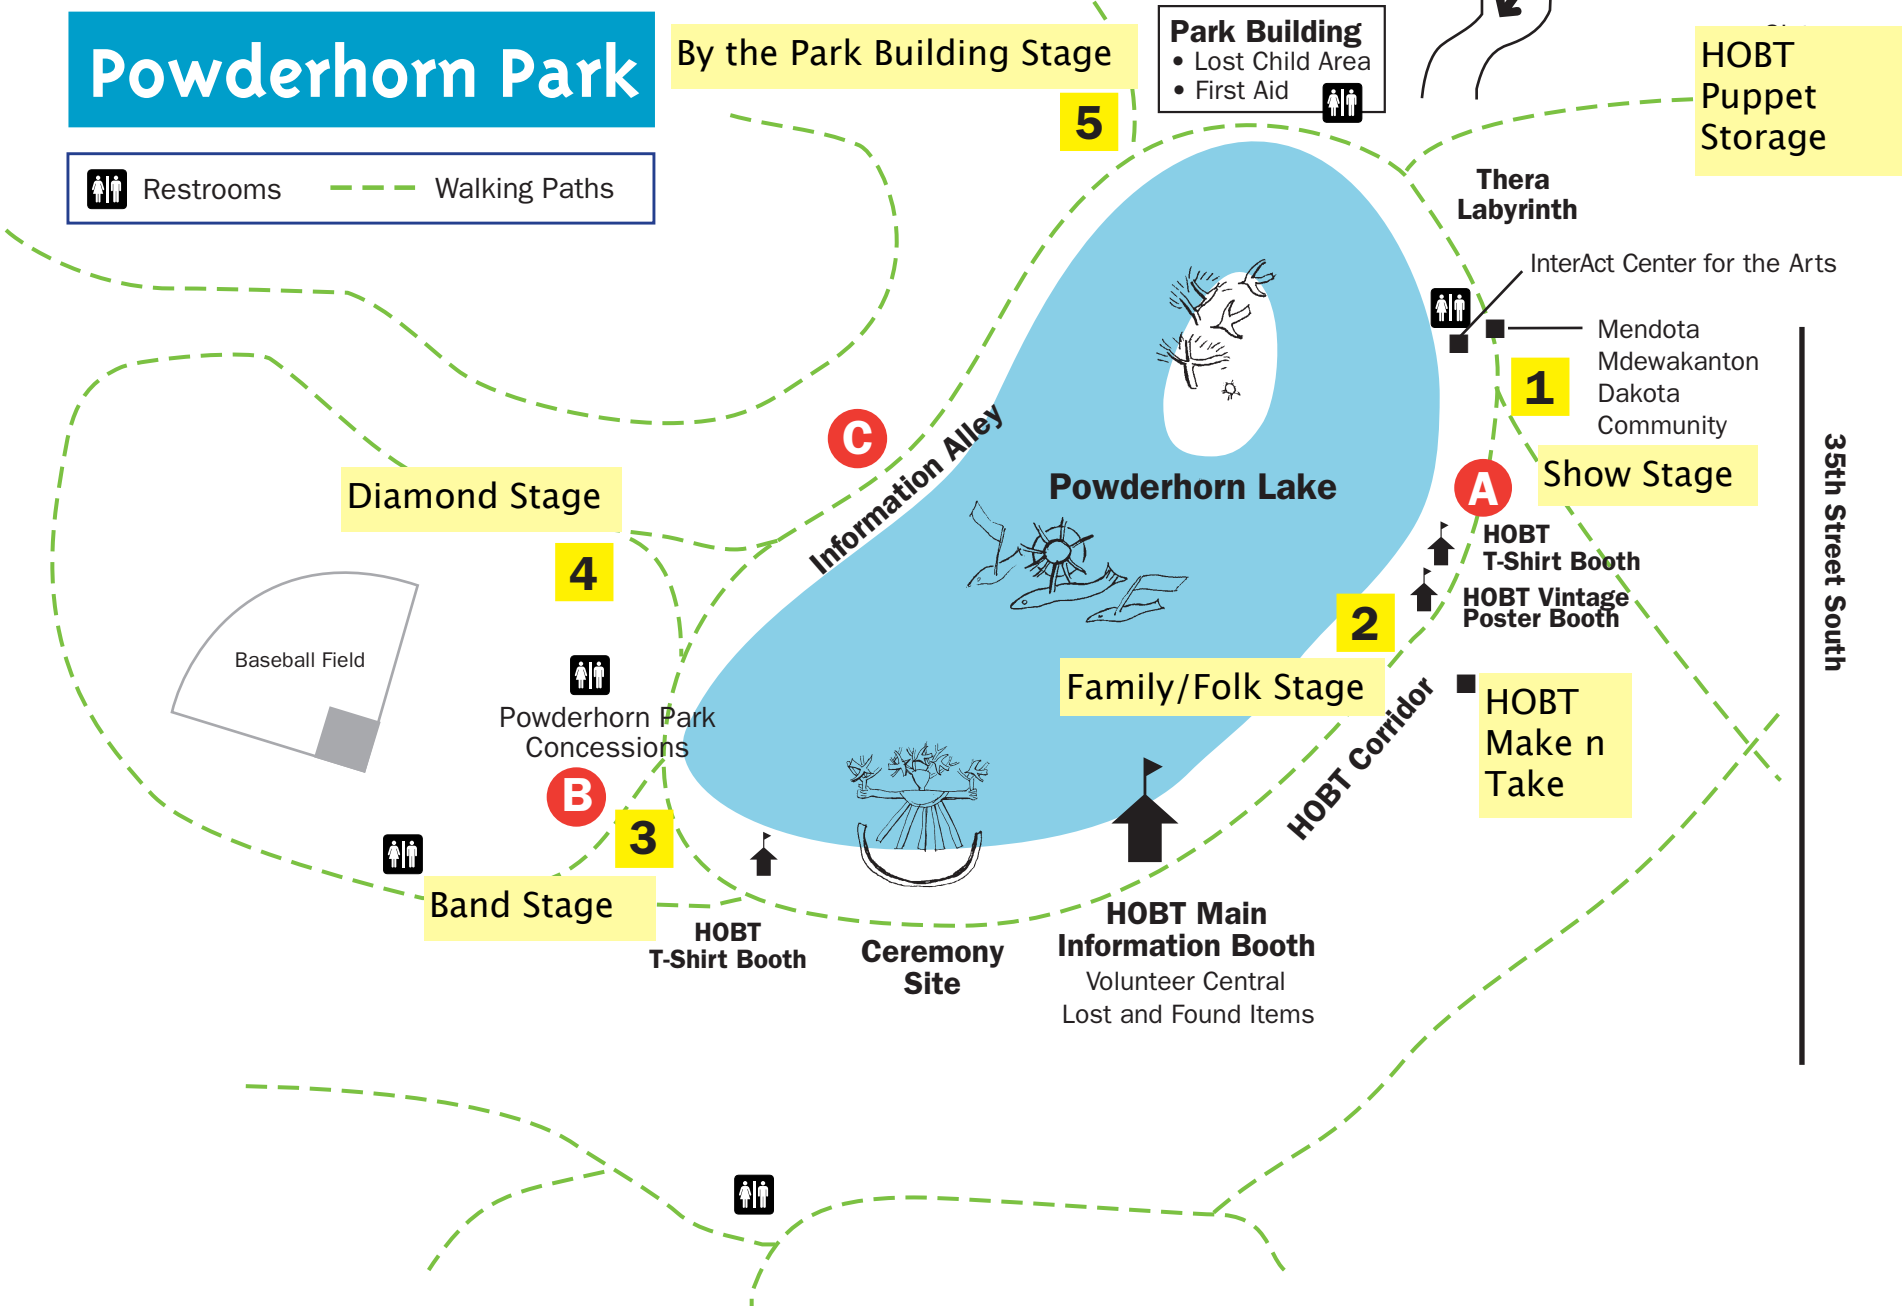 Powderhorn Park
Restrooms
Walking Paths
By the Park Building Stage
5
Park Building
• Lost Child Area
• First Aid
HOBT
Puppet
Storage
Thera
Labyrinth
InterAct Center for the Arts
Mendota
Mdewakanton
Dakota
Community
1
Show Stage
A
35th Street South
C
Information Alley
Powderhorn Lake
Diamond Stage
4
HOBT
T-Shirt Booth
HOBT Vintage
Poster Booth
2
Family/Folk Stage
HOBT Corridor
HOBT
Make n
Take
Baseball Field
Powderhorn Park
Concessions
B
3
Band Stage
HOBT
T-Shirt Booth
Ceremony
Site
HOBT Main
Information Booth
Volunteer Central
Lost and Found Items